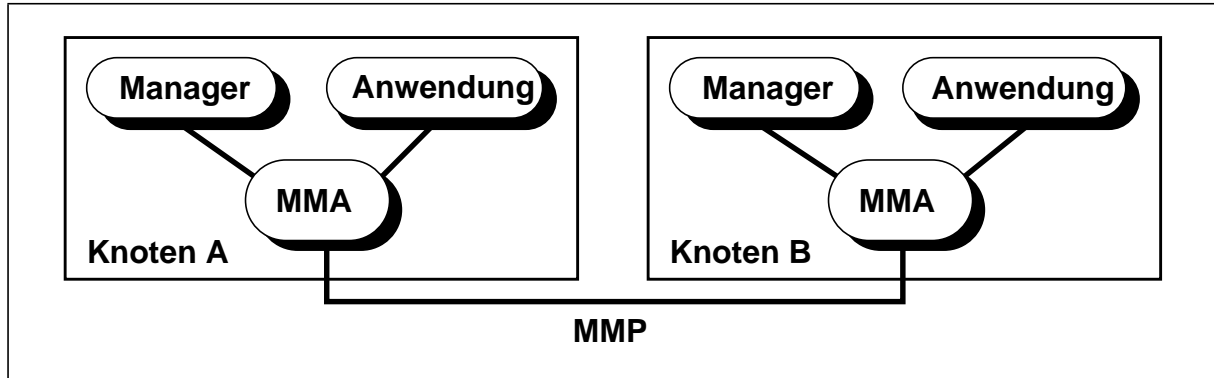 Manager
Anwendung
MMA
Knoten A
Manager
Anwendung
MMA
Knoten B
MMP